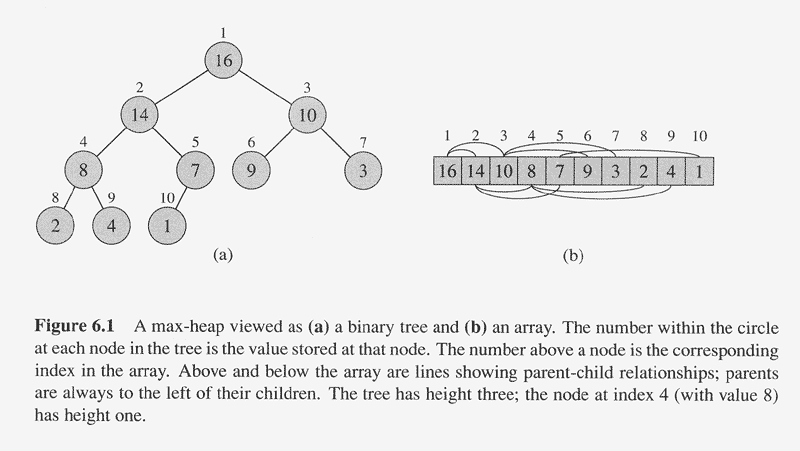 1
16
2
3
14
10
4
5
6
7
8
7
9
3
8
9
10
2
4
1
(a)
1 2 3 4 5 6 7 8 9 10
16 14 10 8 7 9 3 2 4 1
(b)
Figure 6.1 A max-heap viewed as (a) a binary tree and (b) an array. The number within the circle
at each node in the tree is the value stored at that node. The number above a node is the corresponding
index in the array. Above and below the array are lines showing parent-child relationships; parents
are always to the left of their children. The tree has height three; the node at index 4 (with value 8)
has height one.